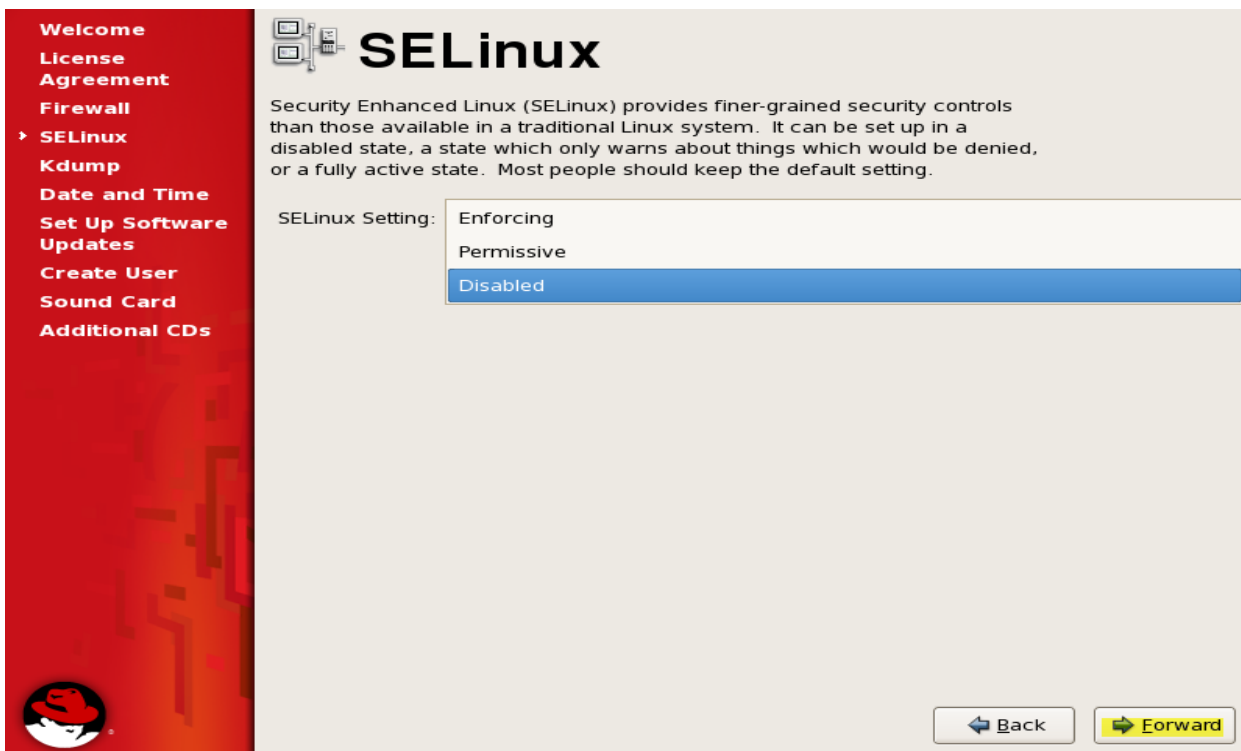 Welcome
License
Agreement
Firewall
SELinux
Kdump
Date and Time
Set Up Software
Updates
Create User
Sound Card
Additional CDs
SELinux
Security Enhanced Linux (SELinux) provides finer-grained security controls
than those available in a traditional Linux system. It can be set up in a
disabled state, a state which only warns about things which would be denied,
or a fully active state. Most people should keep the default setting.
SELinux Setting: Enforcing
Permissive
Disabled
Back Forward